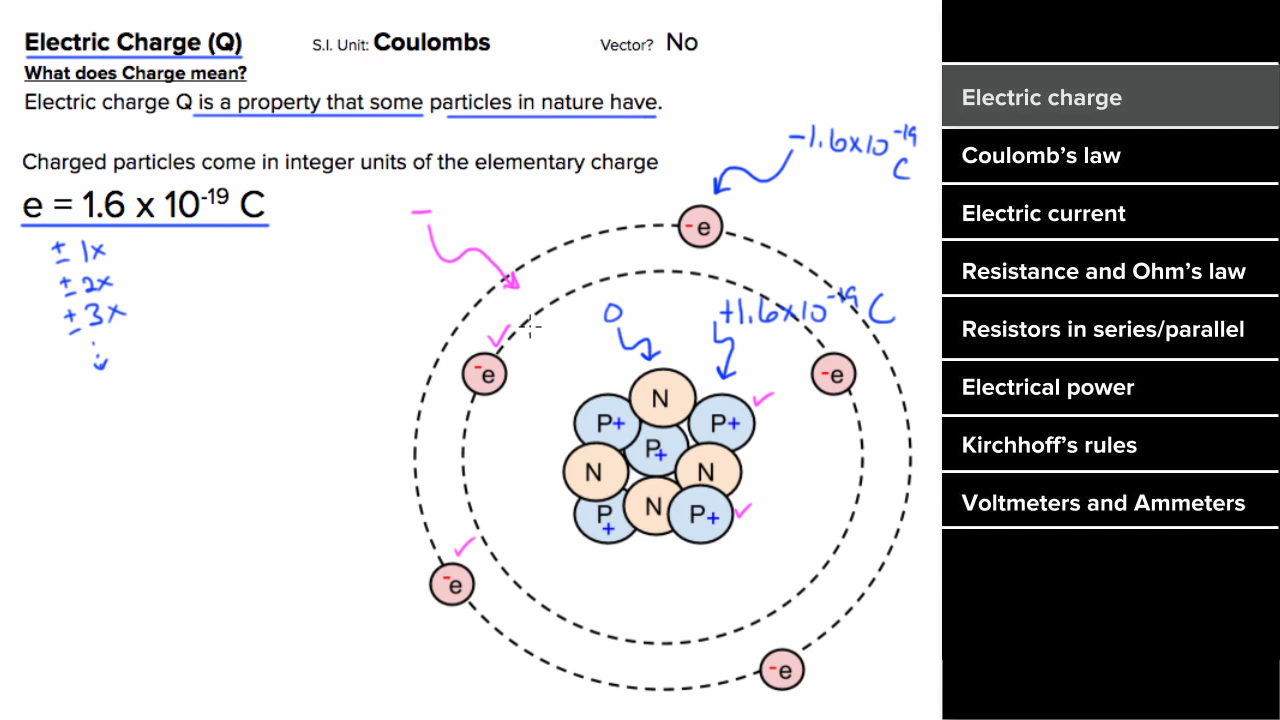 Electric Charge (Q) S.I. Unit: Coulombs Vector? No
What does Charge mean?
Electric charge Q is a property that some particles in nature have.
Charged particles come in integer units of the elementary charge
e = 1.6 x 10⁻¹⁹ C
± 1x
± 2x
± 3x
-1.6x10⁻¹⁹
C
-
-e
0
+1.6x10⁻¹⁹ C
-e
-e
N
P+
P+
P+
N
N
P+
N
P+
-e
-e
Electric charge
Coulomb's law
Electric current
Resistance and Ohm's law
Resistors in series/parallel
Electrical power
Kirchhoff's rules
Voltmeters and Ammeters